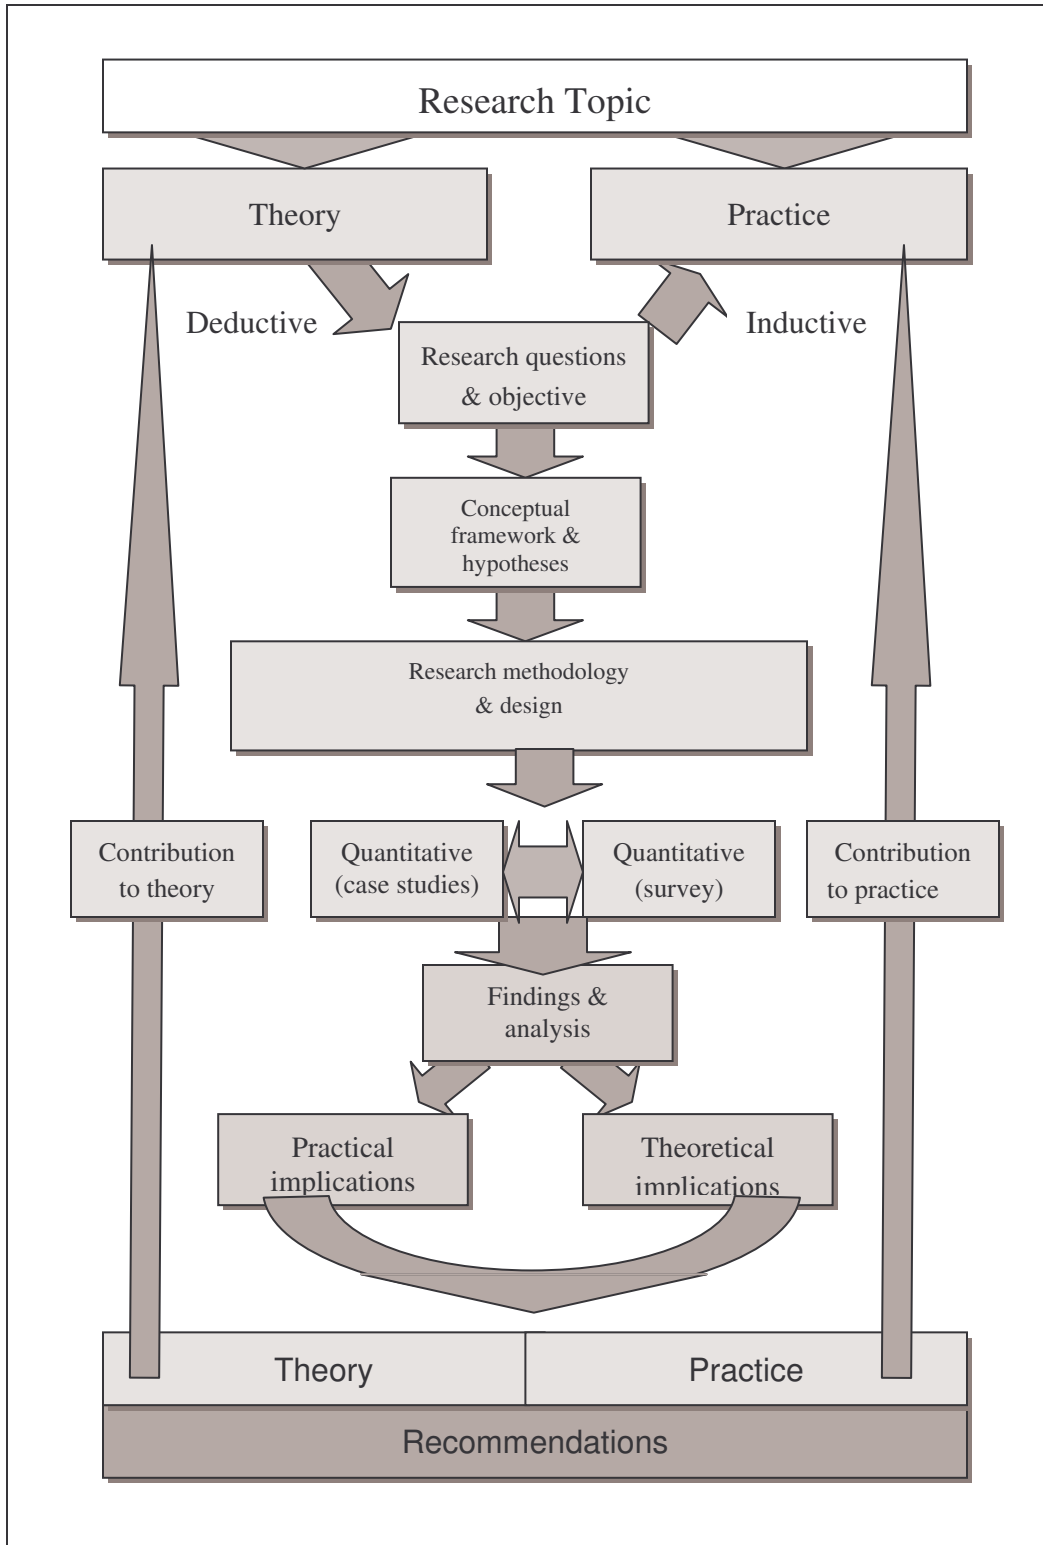 Research Topic
Theory
Practice
Deductive
Inductive
Research questions
& objective
Conceptual
framework &
hypotheses
Research methodology
& design
Contribution
to theory
Quantitative
(case studies)
Quantitative
(survey)
Contribution
to practice
Findings &
analysis
Practical
implications
Theoretical
implications
Theory
Practice
Recommendations